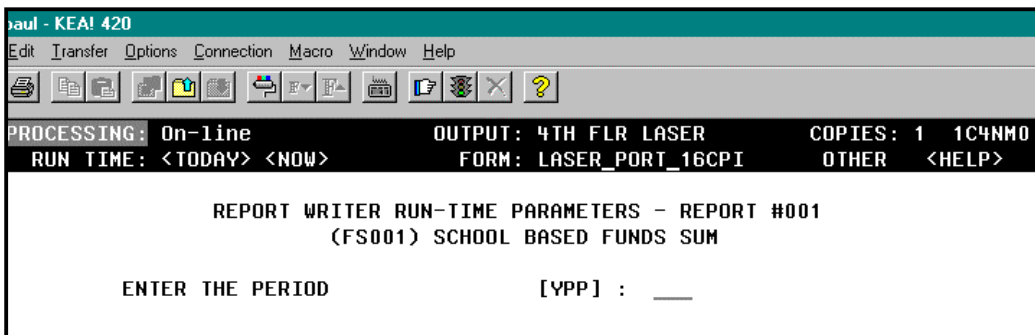 paul - KEA! 420
Edit Transfer Options Connection Macro Window Help
PROCESSING: On-line OUTPUT: 4TH FLR LASER COPIES: 1 1C4NM0
RUN TIME: <TODAY> <NOW> FORM: LASER_PORT_16CPI OTHER <HELP>
REPORT WRITER RUN-TIME PARAMETERS - REPORT #001
(FS001) SCHOOL BASED FUNDS SUM
ENTER THE PERIOD [YPP] : ___